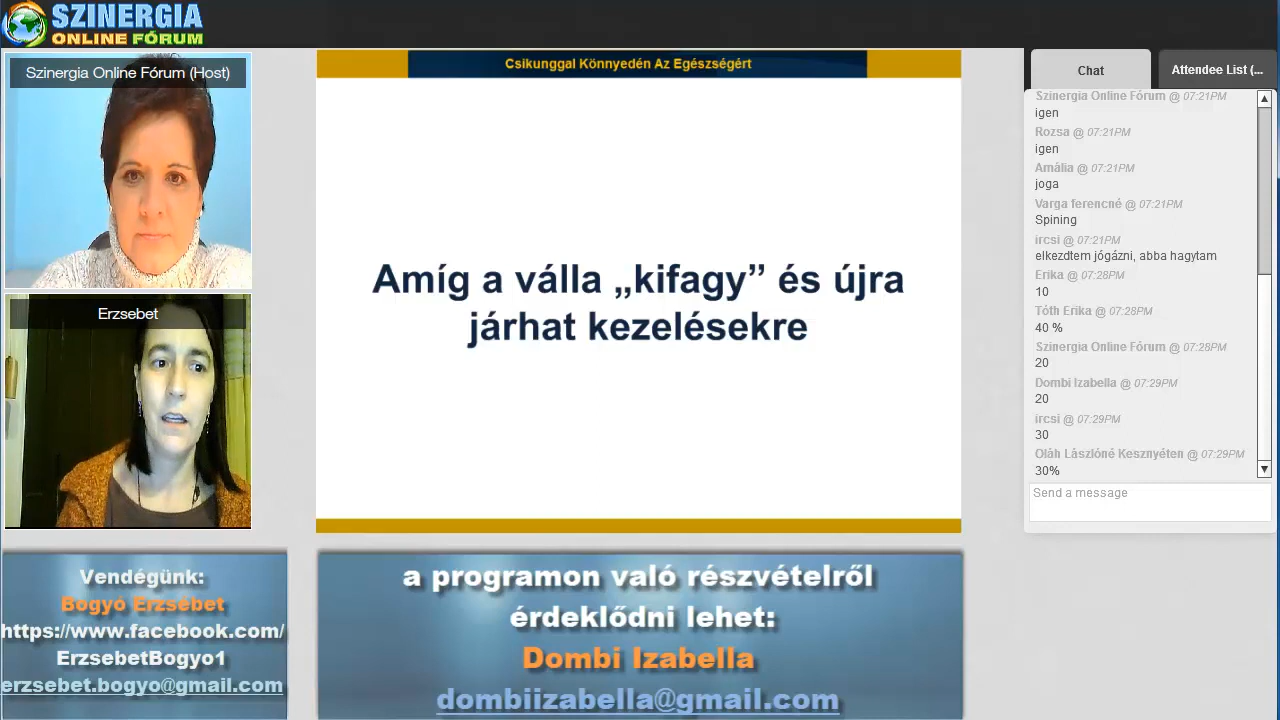 SZINERGIA
ONLINE FÓRUM
Szinergia Online Fórum (Host)
Erzsebet
Vendégünk:
Bogyó Erzsébet
https://www.facebook.com/
ErzsebetBogyo1
erzsebet.bogyo@gmail.com
Csikunggal Könnyedén Az Egészségért
Amíg a válla „kifagy” és újra
járhat kezelésekre
a programon való részvételről
érdeklődni lehet:
Dombi Izabella
dombiizabella@gmail.com
Chat
Attendee List (...
Szinergia Online Fórum @ 07:21PM
igen
Rozsa @ 07:21PM
igen
Amália @ 07:21PM
joga
Varga ferencné @ 07:21PM
Spining
ircsi @ 07:21PM
elkezdtem jógázni, abba hagytam
Erika @ 07:28PM
10
Tóth Erika @ 07:28PM
40 %
Szinergia Online Fórum @ 07:28PM
20
Dombi Izabella @ 07:29PM
20
ircsi @ 07:29PM
30
Oláh Lászlóné Kesznyéten @ 07:29PM
30%
Send a message